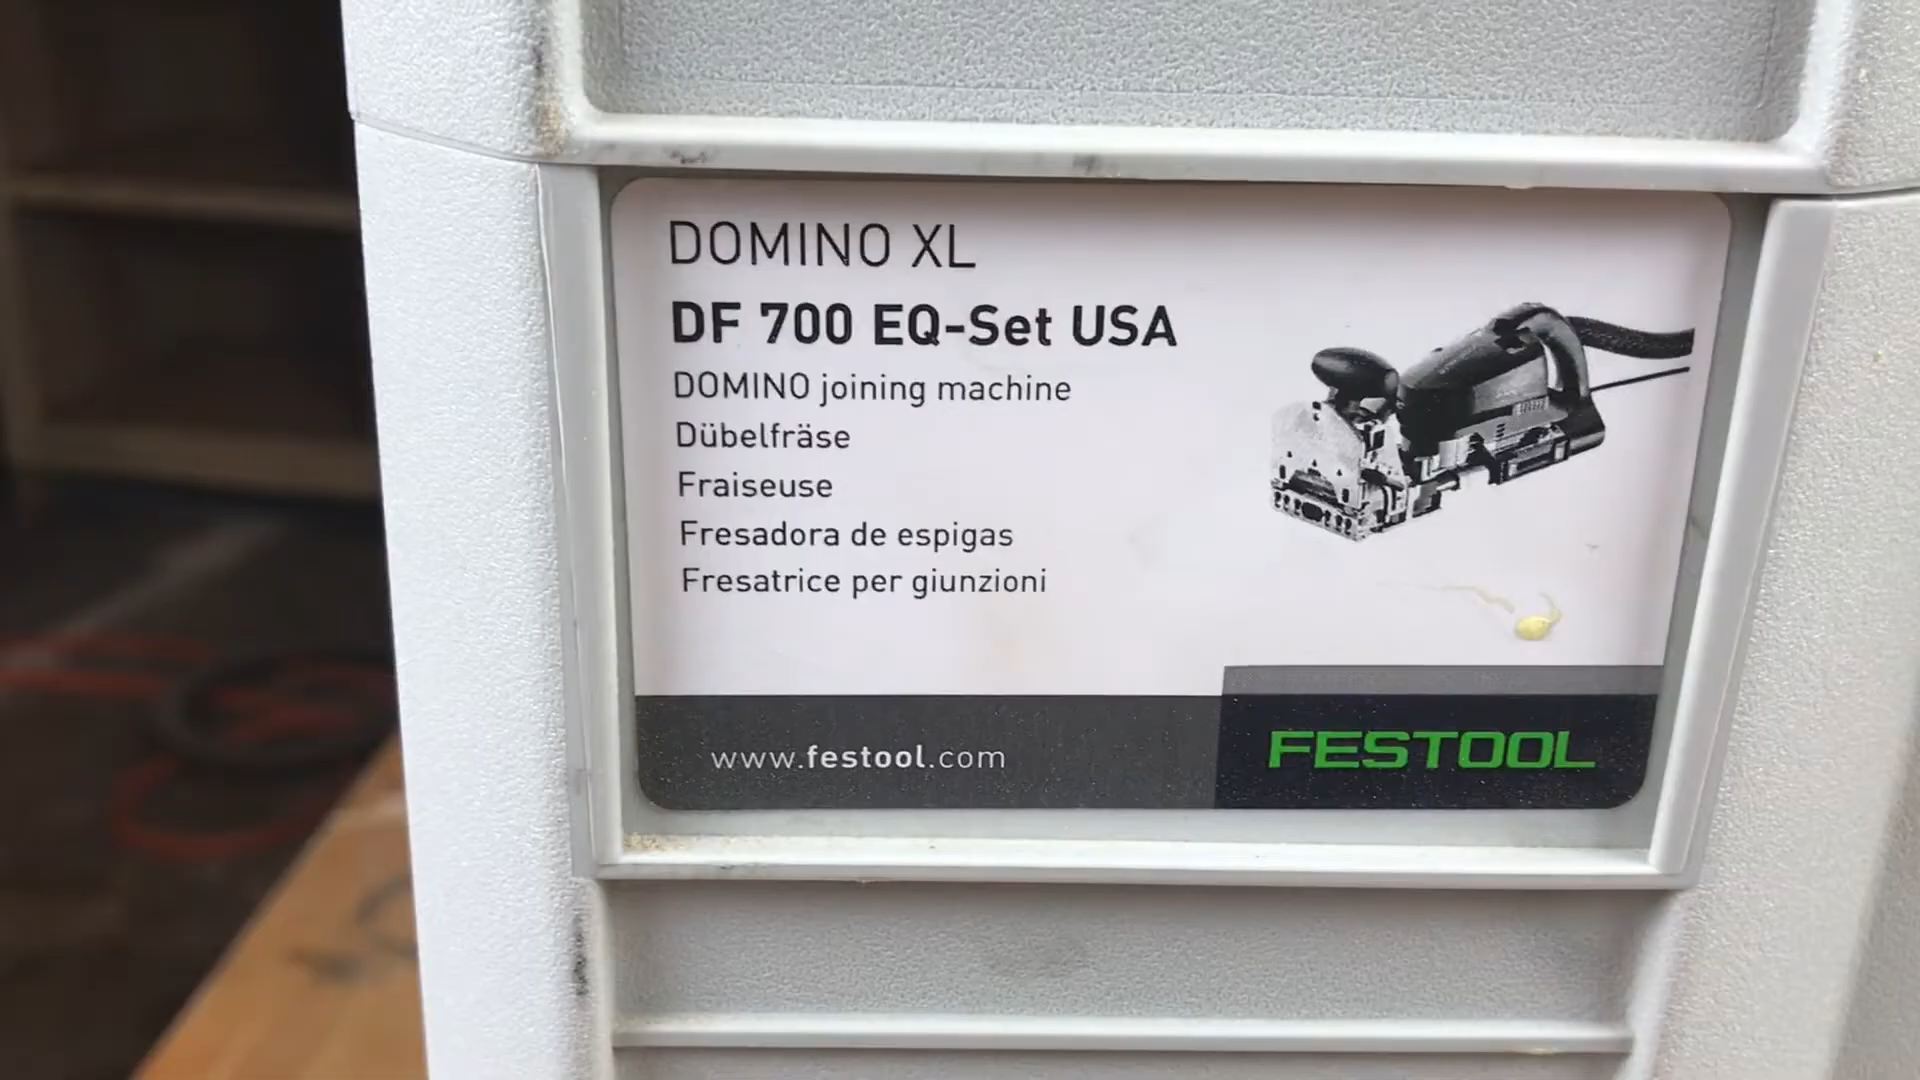 DOMINO XL
DF 700 EQ-Set USA
DOMINO joining machine
Dübelfräse
Fraiseuse
Fresadora de espigas
Fresatrice per giunzioni
www.festool.com
FESTOOL